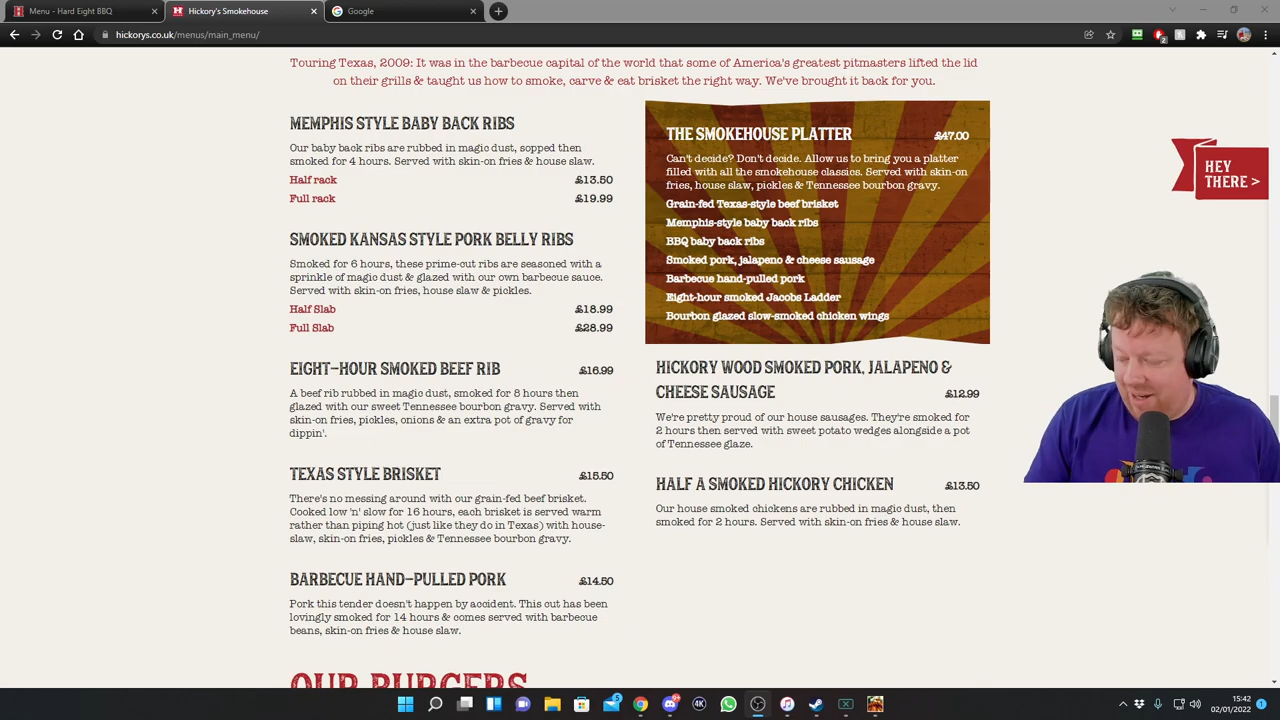 Menu - Hard Eight BBQ
Hickory's Smokehouse
Google
hickorys.co.uk/menus/main_menu/
Touring Texas, 2009: It was in the barbecue capital of the world that some of America's greatest pitmasters lifted the lid
on their grills & taught us how to smoke, carve & eat brisket the right way. We've brought it back for you.
MEMPHIS STYLE BABY BACK RIBS
Our baby back ribs are rubbed in magic dust, sopped then
smoked for 4 hours. Served with skin-on fries & house slaw.
Half rack £13.50
Full rack £19.99
SMOKED KANSAS STYLE PORK BELLY RIBS
Smoked for 6 hours, these prime-cut ribs are seasoned with a
sprinkle of magic dust & glazed with our own barbecue sauce.
Served with skin-on fries, house slaw & pickles.
Half Slab £18.99
Full Slab £28.99
EIGHT-HOUR SMOKED BEEF RIB £16.99
A beef rib rubbed in magic dust, smoked for 8 hours then
glazed with our sweet Tennessee bourbon gravy. Served with
skin-on fries, pickles, onions & an extra pot of gravy for
dippin'.
TEXAS STYLE BRISKET £15.50
There's no messing around with our grain-fed beef brisket.
Cooked low 'n' slow for 16 hours, each brisket is served warm
rather than piping hot (just like they do in Texas) with house-
slaw, skin-on fries, pickles & Tennessee bourbon gravy.
BARBECUE HAND-PULLED PORK £14.50
Pork this tender doesn't happen by accident. This cut has been
lovingly smoked for 14 hours & comes served with barbecue
beans, skin-on fries & house slaw.
OUR BURGERS
THE SMOKEHOUSE PLATTER £47.00
Can't decide? Don't decide. Allow us to bring you a platter
filled with all the smokehouse classics. Served with skin-on
fries, house slaw, pickles & Tennessee bourbon gravy.
Grain-fed Texas-style beef brisket
Memphis-style baby back ribs
BBQ baby back ribs
Smoked pork, jalapeno & cheese sausage
Barbecue hand-pulled pork
Eight-hour smoked Jacobs Ladder
Bourbon glazed slow-smoked chicken wings
HICKORY WOOD SMOKED PORK, JALAPENO &
CHEESE SAUSAGE £12.99
We're pretty proud of our house sausages. They're smoked for
2 hours then served with sweet potato wedges alongside a pot
of Tennessee glaze.
HALF A SMOKED HICKORY CHICKEN £13.50
Our house smoked chickens are rubbed in magic dust, then
smoked for 2 hours. Served with skin-on fries & house slaw.
HEY
THERE >
15:42
02/01/2022